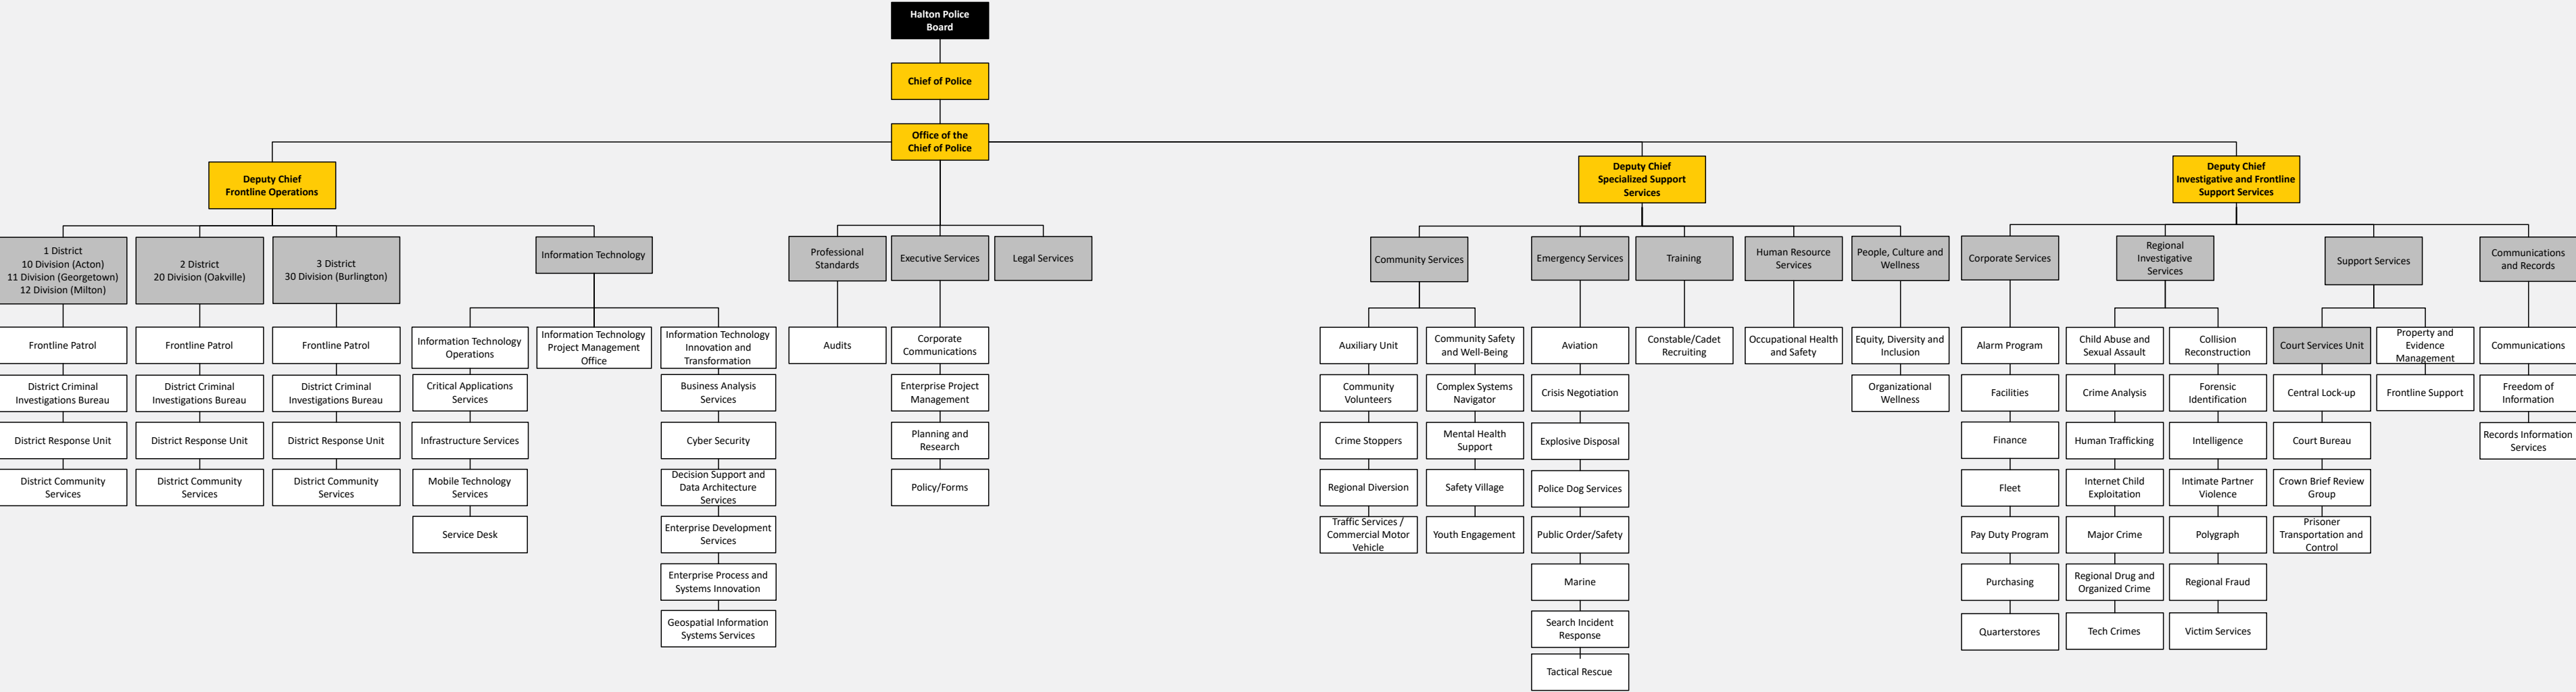 Halton Police
Board
Chief of Police
Office of the
Chief of Police
Deputy Chief
Frontline Operations
1 District
10 Division (Acton)
11 Division (Georgetown)
12 Division (Milton)
Frontline Patrol
District Criminal
Investigations Bureau
District Response Unit
District Community
Services
2 District
20 Division (Oakville)
Frontline Patrol
District Criminal
Investigations Bureau
District Response Unit
District Community
Services
3 District
30 Division (Burlington)
Frontline Patrol
District Criminal
Investigations Bureau
District Response Unit
District Community
Services
Information Technology
Information Technology
Operations
Critical Applications
Services
Infrastructure Services
Mobile Technology
Services
Service Desk
Information Technology
Project Management
Office
Information Technology
Innovation and
Transformation
Business Analysis
Services
Cyber Security
Decision Support and
Data Architecture
Services
Enterprise Development
Services
Enterprise Process and
Systems Innovation
Geospatial Information
Systems Services
Professional
Standards
Audits
Executive Services
Corporate
Communications
Enterprise Project
Management
Planning and
Research
Policy/Forms
Legal Services
Deputy Chief
Specialized Support
Services
Community Services
Auxiliary Unit
Community
Volunteers
Crime Stoppers
Regional Diversion
Traffic Services /
Commercial Motor
Vehicle
Community Safety
and Well-Being
Complex Systems
Navigator
Mental Health
Support
Safety Village
Youth Engagement
Emergency Services
Aviation
Crisis Negotiation
Explosive Disposal
Police Dog Services
Public Order/Safety
Marine
Search Incident
Response
Tactical Rescue
Training
Constable/Cadet
Recruiting
Human Resource
Services
Occupational Health
and Safety
People, Culture and
Wellness
Equity, Diversity and
Inclusion
Organizational
Wellness
Deputy Chief
Investigative and Frontline
Support Services
Corporate Services
Alarm Program
Facilities
Finance
Fleet
Pay Duty Program
Purchasing
Quarterstores
Regional
Investigative
Services
Child Abuse and
Sexual Assault
Crime Analysis
Human Trafficking
Internet Child
Exploitation
Major Crime
Regional Drug and
Organized Crime
Tech Crimes
Collision
Reconstruction
Forensic
Identification
Intelligence
Intimate Partner
Violence
Polygraph
Regional Fraud
Victim Services
Support Services
Court Services Unit
Central Lock-up
Court Bureau
Crown Brief Review
Group
Prisoner
Transportation and
Control
Property and
Evidence
Management
Frontline Support
Communications
and Records
Communications
Freedom of
Information
Records Information
Services